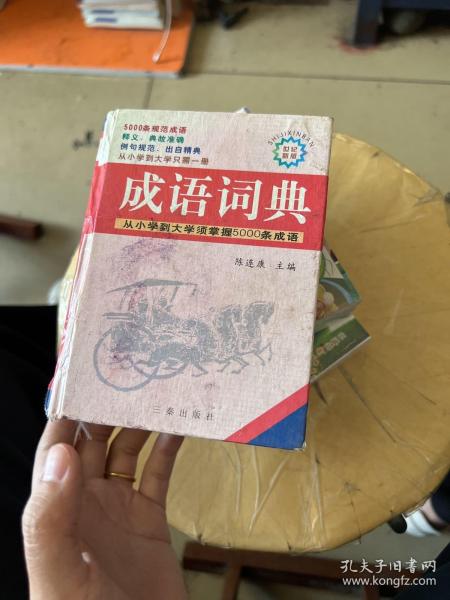 5000条规范成语
释义、典故准确
例句规范、出自精典
从小学到大学只需一册
SHIJIXINBAN
世纪
新版
成语词典
从小学到大学须掌握5000条成语
陈连康 主编
三秦出版社
孔夫子旧书网
www.kongfz.com